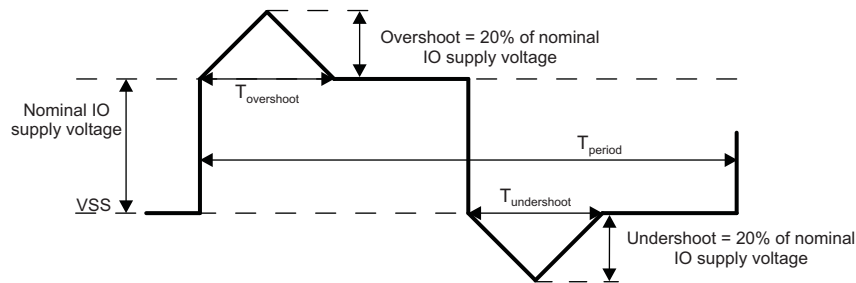 Overshoot = 20% of nominal
IO supply voltage
Nominal IO
supply voltage
Tovershoot
Tperiod
VSS
Tundershoot
Undershoot = 20% of nominal
IO supply voltage